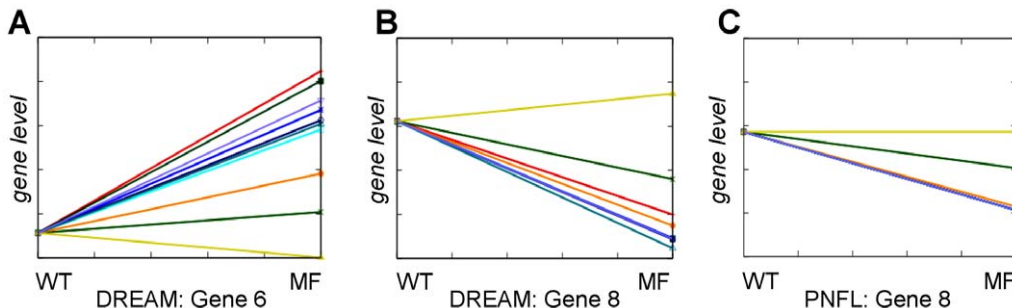 A
B
C
gene level
gene level
gene level
WT
MF
WT
MF
WT
MF
DREAM: Gene 6
DREAM: Gene 8
PNFL: Gene 8